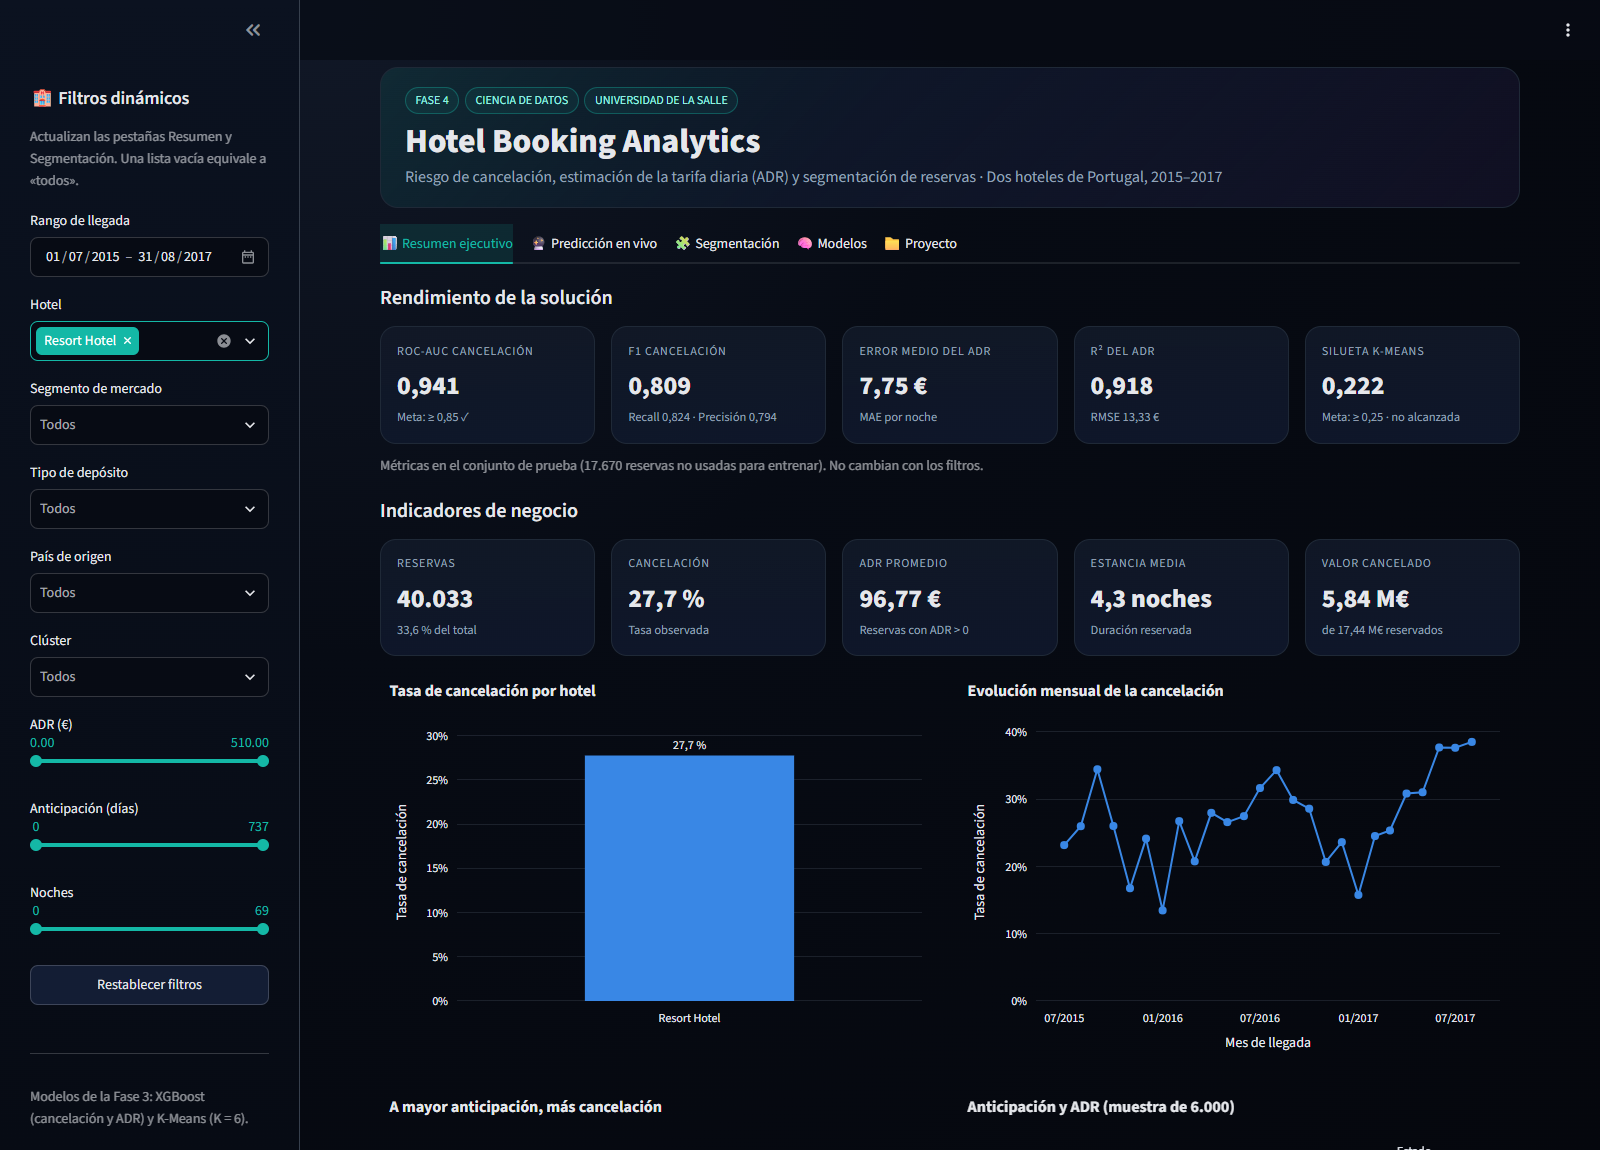 Filtros dinámicos
Actualizan las pestañas Resumen y
Segmentación. Una lista vacía equivale a
«todos».
Rango de llegada
01/07/2015 – 31/08/2017
Hotel
Resort Hotel
Segmento de mercado
Todos
Tipo de depósito
Todos
País de origen
Todos
Clúster
Todos
ADR (€)
0.00 510.00
Anticipación (días)
0 737
Noches
0 69
Restablecer filtros
Modelos de la Fase 3: XGBoost
(cancelación y ADR) y K-Means (K = 6).
FASE 4 CIENCIA DE DATOS UNIVERSIDAD DE LA SALLE
Hotel Booking Analytics
Riesgo de cancelación, estimación de la tarifa diaria (ADR) y segmentación de reservas · Dos hoteles de Portugal, 2015–2017
Resumen ejecutivo Predicción en vivo Segmentación Modelos Proyecto
Rendimiento de la solución
ROC-AUC CANCELACIÓN
0,941
Meta: ≥ 0,85 ✓
F1 CANCELACIÓN
0,809
Recall 0,824 · Precisión 0,794
ERROR MEDIO DEL ADR
7,75 €
MAE por noche
R² DEL ADR
0,918
RMSE 13,33 €
SILUETA K-MEANS
0,222
Meta: ≥ 0,25 · no alcanzada
Métricas en el conjunto de prueba (17.670 reservas no usadas para entrenar). No cambian con los filtros.
Indicadores de negocio
RESERVAS
40.033
33,6 % del total
CANCELACIÓN
27,7 %
Tasa observada
ADR PROMEDIO
96,77 €
Reservas con ADR > 0
ESTANCIA MEDIA
4,3 noches
Duración reservada
VALOR CANCELADO
5,84 M€
de 17,44 M€ reservados
Tasa de cancelación por hotel
30%
25%
20%
15%
10%
5%
0%
Tasa de cancelación
27,7 %
Resort Hotel
Evolución mensual de la cancelación
40%
30%
20%
10%
0%
Tasa de cancelación
07/2015 01/2016 07/2016 01/2017 07/2017
Mes de llegada
A mayor anticipación, más cancelación
Anticipación y ADR (muestra de 6.000)